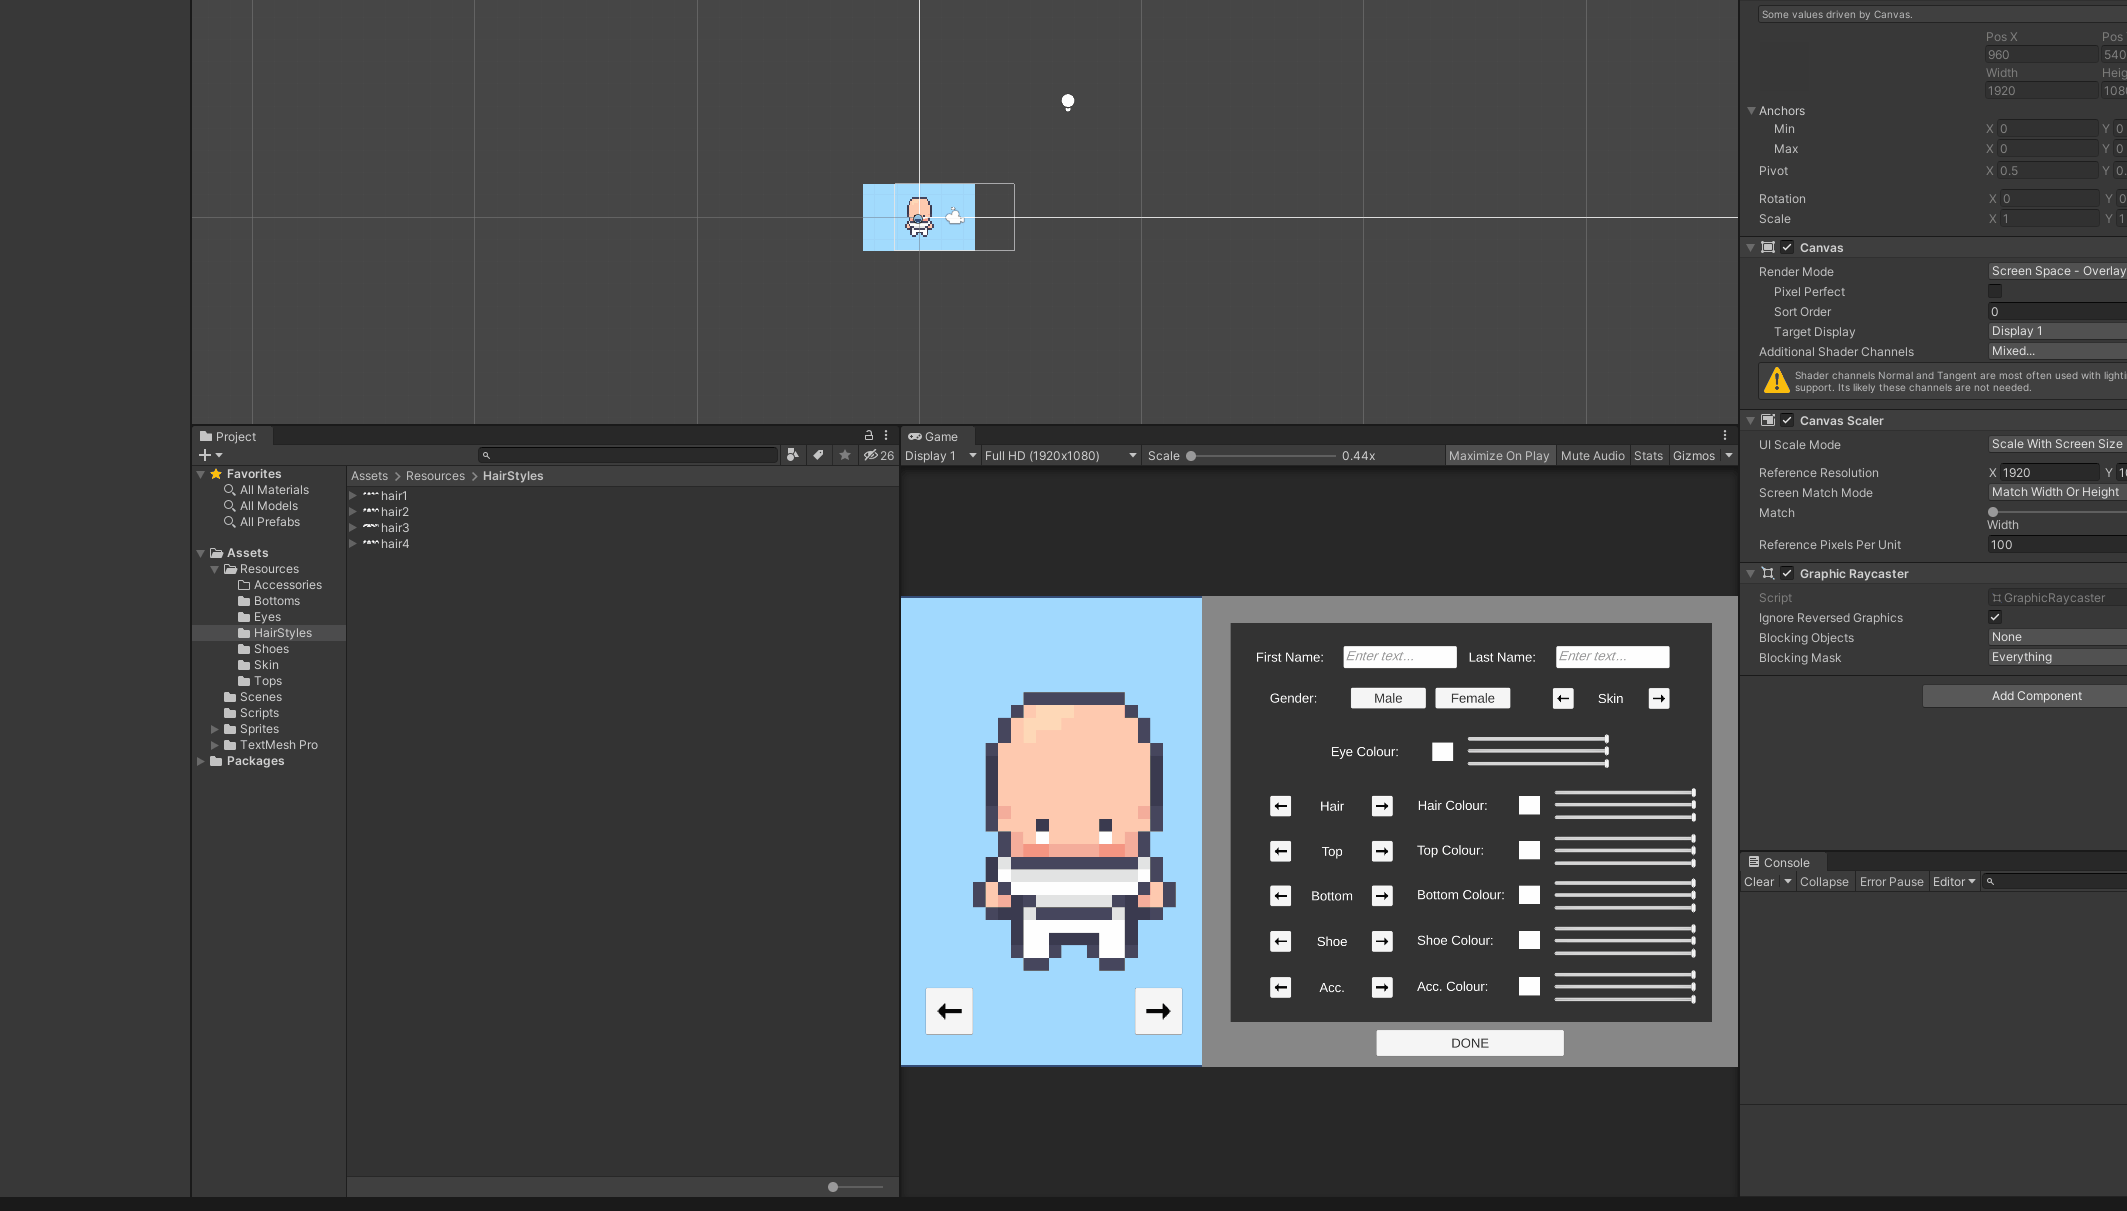 Some values driven by Canvas.
Pos X Pos
960 540
Width Heig
1920 108
Anchors
Min X 0 Y 0
Max X 0 Y 0
Pivot X 0.5 Y 0.
Rotation X 0 Y 0
Scale X 1 Y 1
Canvas
Render Mode Screen Space - Overlay
Pixel Perfect
Sort Order 0
Target Display Display 1
Additional Shader Channels Mixed...
Shader channels Normal and Tangent are most often used with lighti
support. Its likely these channels are not needed.
Canvas Scaler
UI Scale Mode Scale With Screen Size
Reference Resolution X 1920 Y 1
Screen Match Mode Match Width Or Height
Match
Width
Reference Pixels Per Unit 100
Graphic Raycaster
Script GraphicRaycaster
Ignore Reversed Graphics
Blocking Objects None
Blocking Mask Everything
Add Component
Project
26
Favorites
All Materials
All Models
All Prefabs
Assets
Resources
Accessories
Bottoms
Eyes
HairStyles
Shoes
Skin
Tops
Scenes
Scripts
Sprites
TextMesh Pro
Packages
Assets > Resources > HairStyles
hair1
hair2
hair3
hair4
Game
Display 1 Full HD (1920x1080) Scale 0.44x Maximize On Play Mute Audio Stats Gizmos
First Name: Enter text... Last Name: Enter text...
Gender: Male Female Skin
Eye Colour:
Hair Hair Colour:
Top Top Colour:
Bottom Bottom Colour:
Shoe Shoe Colour:
Acc. Acc. Colour:
DONE
Console
Clear Collapse Error Pause Editor